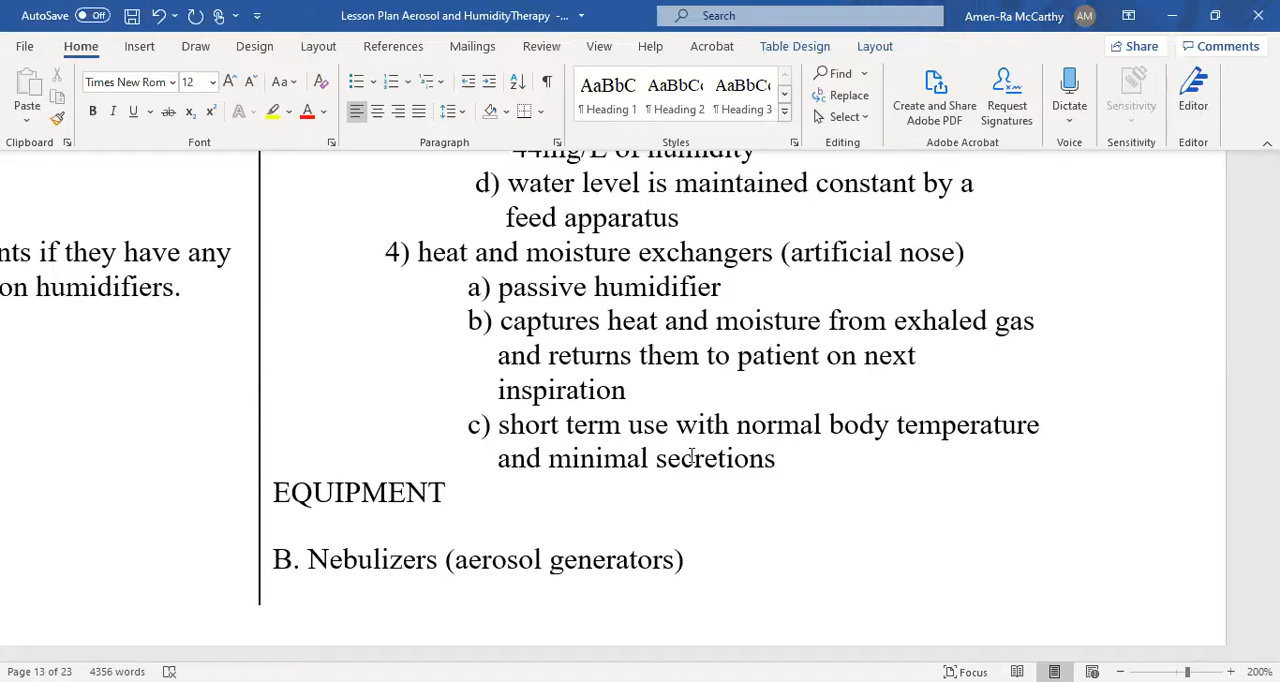 AutoSave Off
Lesson Plan Aerosol and HumidityTherapy -...
Search
Amen-Ra McCarthy AM
File Home Insert Draw Design Layout References Mailings Review View Help Acrobat Table Design Layout Share Comments
Times New Rom 12
Paste
AaBbC AaBbC AaBbC
Heading 1 Heading 2 Heading 3
Find
Replace
Select
Create and Share Adobe PDF
Request Signatures
Dictate
Sensitivity
Editor
Clipboard Font Paragraph Styles Editing Adobe Acrobat Voice Sensitivity Editor
44mg/L of humidity
d) water level is maintained constant by a
feed apparatus
nts if they have any
on humidifiers.
4) heat and moisture exchangers (artificial nose)
a) passive humidifier
b) captures heat and moisture from exhaled gas
and returns them to patient on next
inspiration
c) short term use with normal body temperature
and minimal secretions
EQUIPMENT
B. Nebulizers (aerosol generators)
Page 13 of 23 4356 words Focus 200%